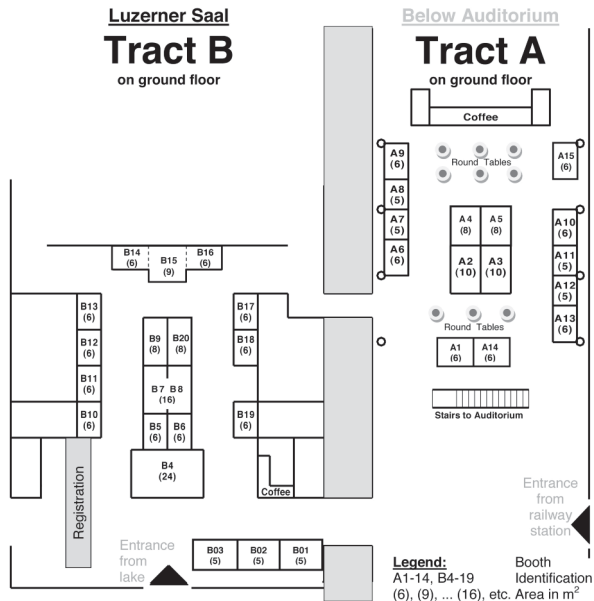 Luzerner Saal
Tract B
on ground floor
Below Auditorium
Tract A
on ground floor
Coffee
A9
(6)
A8
(5)
A7
(5)
A6
(6)
Round Tables
A15
(6)
A4
(8)
A5
(8)
A2
(10)
A3
(10)
A10
(6)
A11
(5)
A12
(5)
A13
(6)
Round Tables
A1
(6)
A14
(6)
Stairs to Auditorium
B14
(6)
B15
(9)
B16
(6)
B13
(6)
B12
(6)
B11
(6)
B10
(6)
B9
(8)
B20
(8)
B7 B8
(16)
B5
(6)
B6
(6)
B4
(24)
B17
(6)
B18
(6)
B19
(6)
Coffee
Registration
Entrance
from
lake
B03
(5)
B02
(5)
B01
(5)
Entrance
from
railway
station
Legend: Booth
A1-14, B4-19 Identification
(6), (9), ... (16), etc. Area in m²